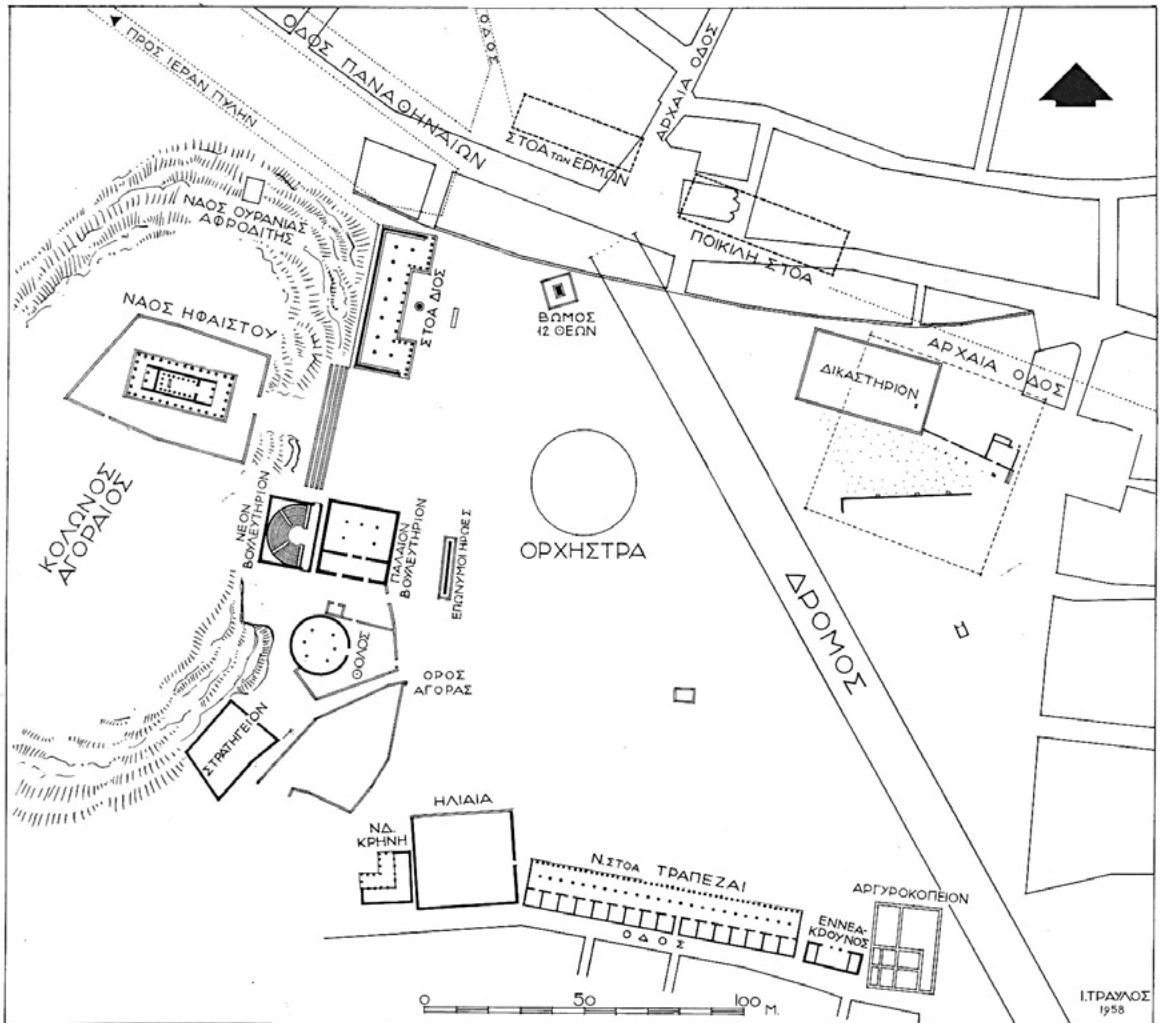 ΟΔΟΣ ΠΑΝΑΘΗΝΑΙΩΝ
ΟΔΟΣ
ΑΡΧΑΙΑ ΟΔΟΣ
ΠΡΟΣ ΙΕΡΑΝ ΠΥΛΗΝ
ΣΤΟΑ ΤΩΝ ΕΡΜΩΝ
ΝΑΟΣ ΟΥΡΑΝΙΑΣ
ΑΦΡΟΔΙΤΗΣ
ΠΟΙΚΙΛΗ ΣΤΟΑ
ΣΤΟΑ ΔΙΟΣ
ΒΩΜΟΣ
12 ΘΕΩΝ
ΝΑΟΣ ΗΦΑΙΣΤΟΥ
ΑΡΧΑΙΑ ΟΔΟΣ
ΔΙΚΑΣΤΗΡΙΟΝ
ΚΟΛΩΝΟΣ
ΑΓΟΡΑΙΟΣ
ΝΕΟΝ
ΒΟΥΛΕΥΤΗΡΙΟΝ
ΠΑΛΑΙΟΝ
ΒΟΥΛΕΥΤΗΡΙΟΝ
ΕΠΩΝΥΜΟΙ ΗΡΩΕΣ
ΟΡΧΗΣΤΡΑ
ΔΡΟΜΟΣ
ΘΟΛΟΣ
ΟΡΟΣ
ΑΓΟΡΑΣ
ΣΤΡΑΤΗΓΕΙΟΝ
ΗΛΙΑΙΑ
ΝΔ.
ΚΡΗΝΗ
Ν. ΣΤΟΑ ΤΡΑΠΕΖΑΙ
ΑΡΓΥΡΟΚΟΠΕΙΟΝ
ΕΝΝΕΑ-
ΚΡΟΥΝΟΣ
ΟΔΟΣ
0 50 100 Μ.
Ι.ΤΡΑΥΛΟΣ
1958